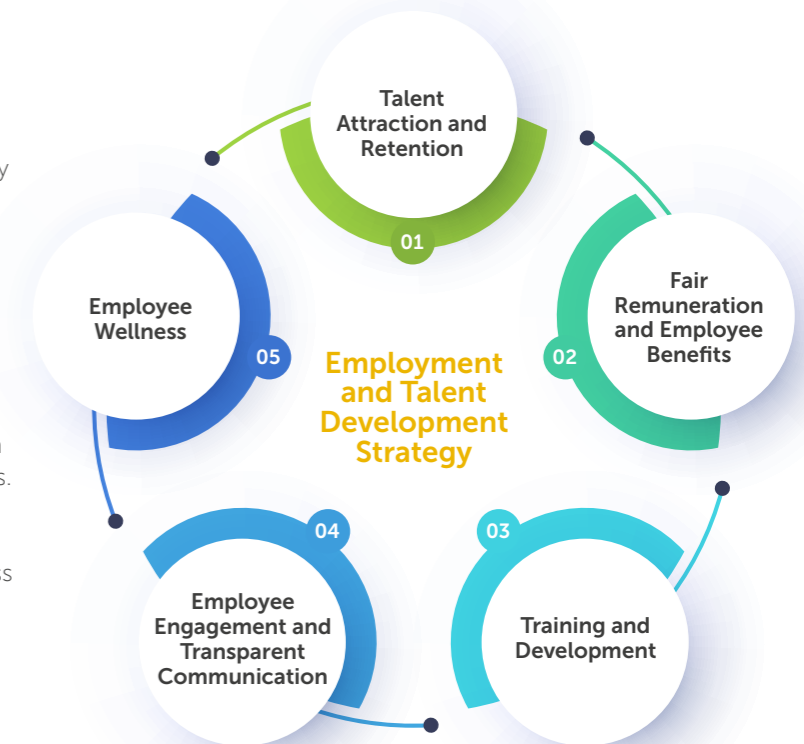 Talent
Attraction and
Retention
01
Fair
Remuneration
and Employee
Benefits
02
Employment
and Talent
Development
Strategy
03
Training and
Development
04
Employee
Engagement and
Transparent
Communication
05
Employee
Wellness